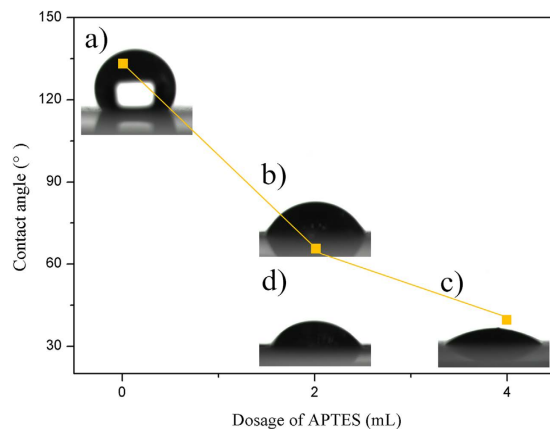 150
a)
120
90
b)
60
d)
c)
30
0
2
4
Contact angle (°)
Dosage of APTES (mL)